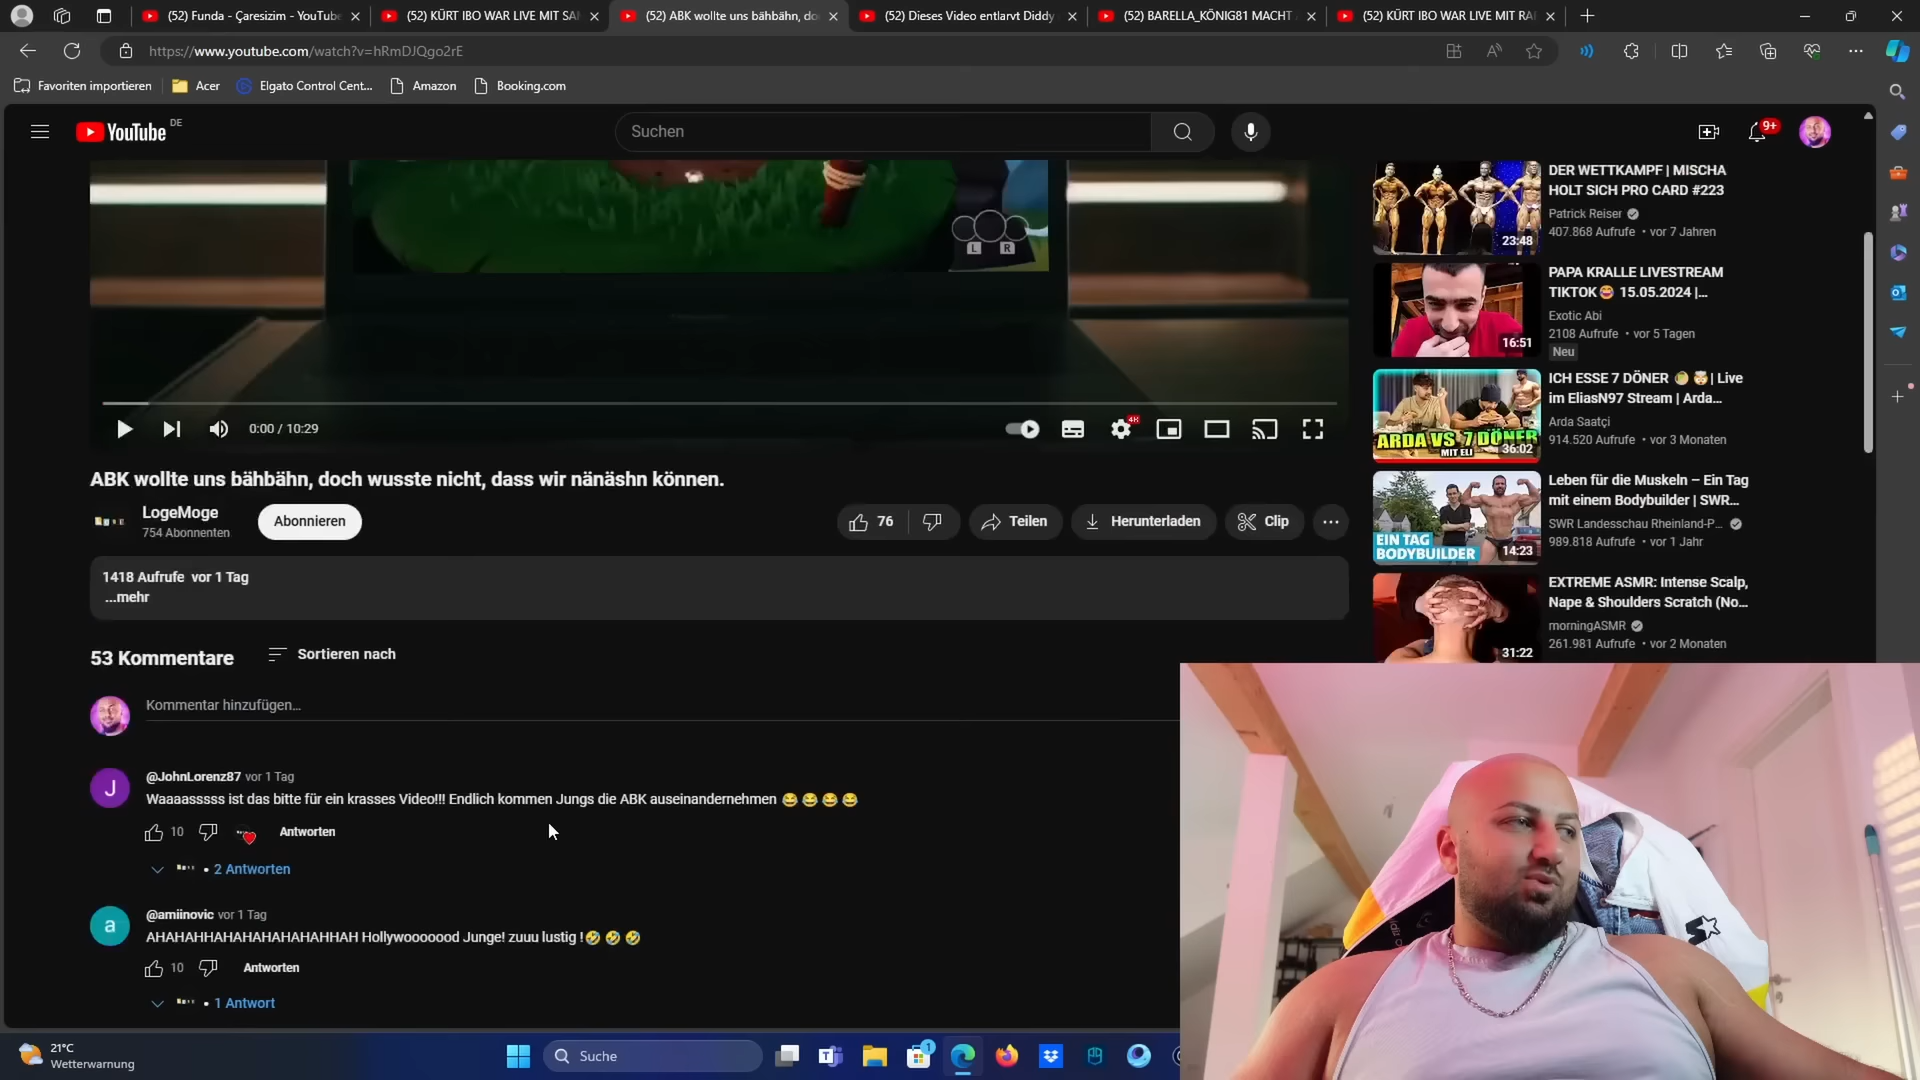 (52) Funda - Çaresizim - YouTube
(52) KÜRT IBO WAR LIVE MIT SAN
(52) ABK wollte uns bähbähn, do
(52) Dieses Video entlarvt Diddy
(52) BARELLA_KÖNIG81 MACHT
(52) KÜRT IBO WAR LIVE MIT RA
https://www.youtube.com/watch?v=hRmDJQgo2rE
Favoriten importieren
Acer
Elgato Control Cent...
Amazon
Booking.com
YouTube DE
Suchen
9+
L R
0:00 / 10:29
4K
ABK wollte uns bähbähn, doch wusste nicht, dass wir nänäshn können.
LogeMoge
754 Abonnenten
Abonnieren
76
Teilen
Herunterladen
Clip
1418 Aufrufe vor 1 Tag
...mehr
53 Kommentare
Sortieren nach
Kommentar hinzufügen...
J
@JohnLorenz87 vor 1 Tag
Waaaasssss ist das bitte für ein krasses Video!!! Endlich kommen Jungs die ABK auseinandernehmen 😂 😂 😂 😂
10
Antworten
• 2 Antworten
a
@amiinovic vor 1 Tag
AHAHAHHAHAHAHAHAHAHHAH Hollywooooood Junge! zuuu lustig !🤣 🤣 🤣
10
Antworten
• 1 Antwort
DER WETTKAMPF | MISCHA
HOLT SICH PRO CARD #223
Patrick Reiser
407.868 Aufrufe • vor 7 Jahren
23:48
PAPA KRALLE LIVESTREAM
TIKTOK😂 15.05.2024 |...
Exotic Abi
2108 Aufrufe • vor 5 Tagen
Neu
16:51
ICH ESSE 7 DÖNER 🥙 🤯 | Live
im EliasN97 Stream | Arda...
Arda Saatçi
914.520 Aufrufe • vor 3 Monaten
ARDA VS. 7 DÖNER
MIT ELI
36:02
Leben für die Muskeln – Ein Tag
mit einem Bodybuilder | SWR...
SWR Landesschau Rheinland-P...
989.818 Aufrufe • vor 1 Jahr
EIN TAG
BODYBUILDER
14:23
EXTREME ASMR: Intense Scalp,
Nape & Shoulders Scratch (No...
morningASMR
261.981 Aufrufe • vor 2 Monaten
31:22
21°C
Wetterwarnung
Suche
1